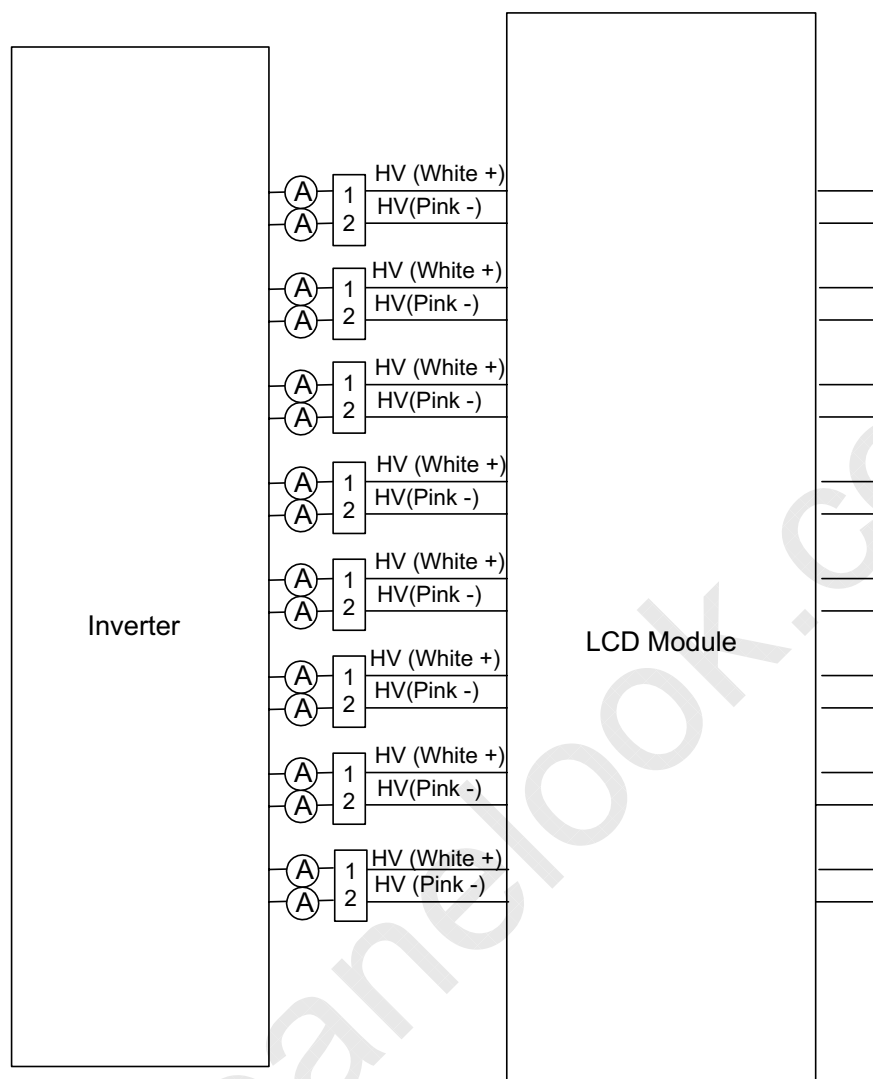 HV (White +)
A 1
HV(Pink -)
A 2
HV (White +)
A 1
HV(Pink -)
A 2
HV (White +)
A 1
HV(Pink -)
A 2
HV (White +)
A 1
HV(Pink -)
A 2
HV (White +)
A 1
HV(Pink -)
A 2
Inverter
LCD Module
HV (White +)
A 1
HV(Pink -)
A 2
HV (White +)
A 1
HV(Pink -)
A 2
HV (White +)
A 1
HV (Pink -)
A 2
panelook.co